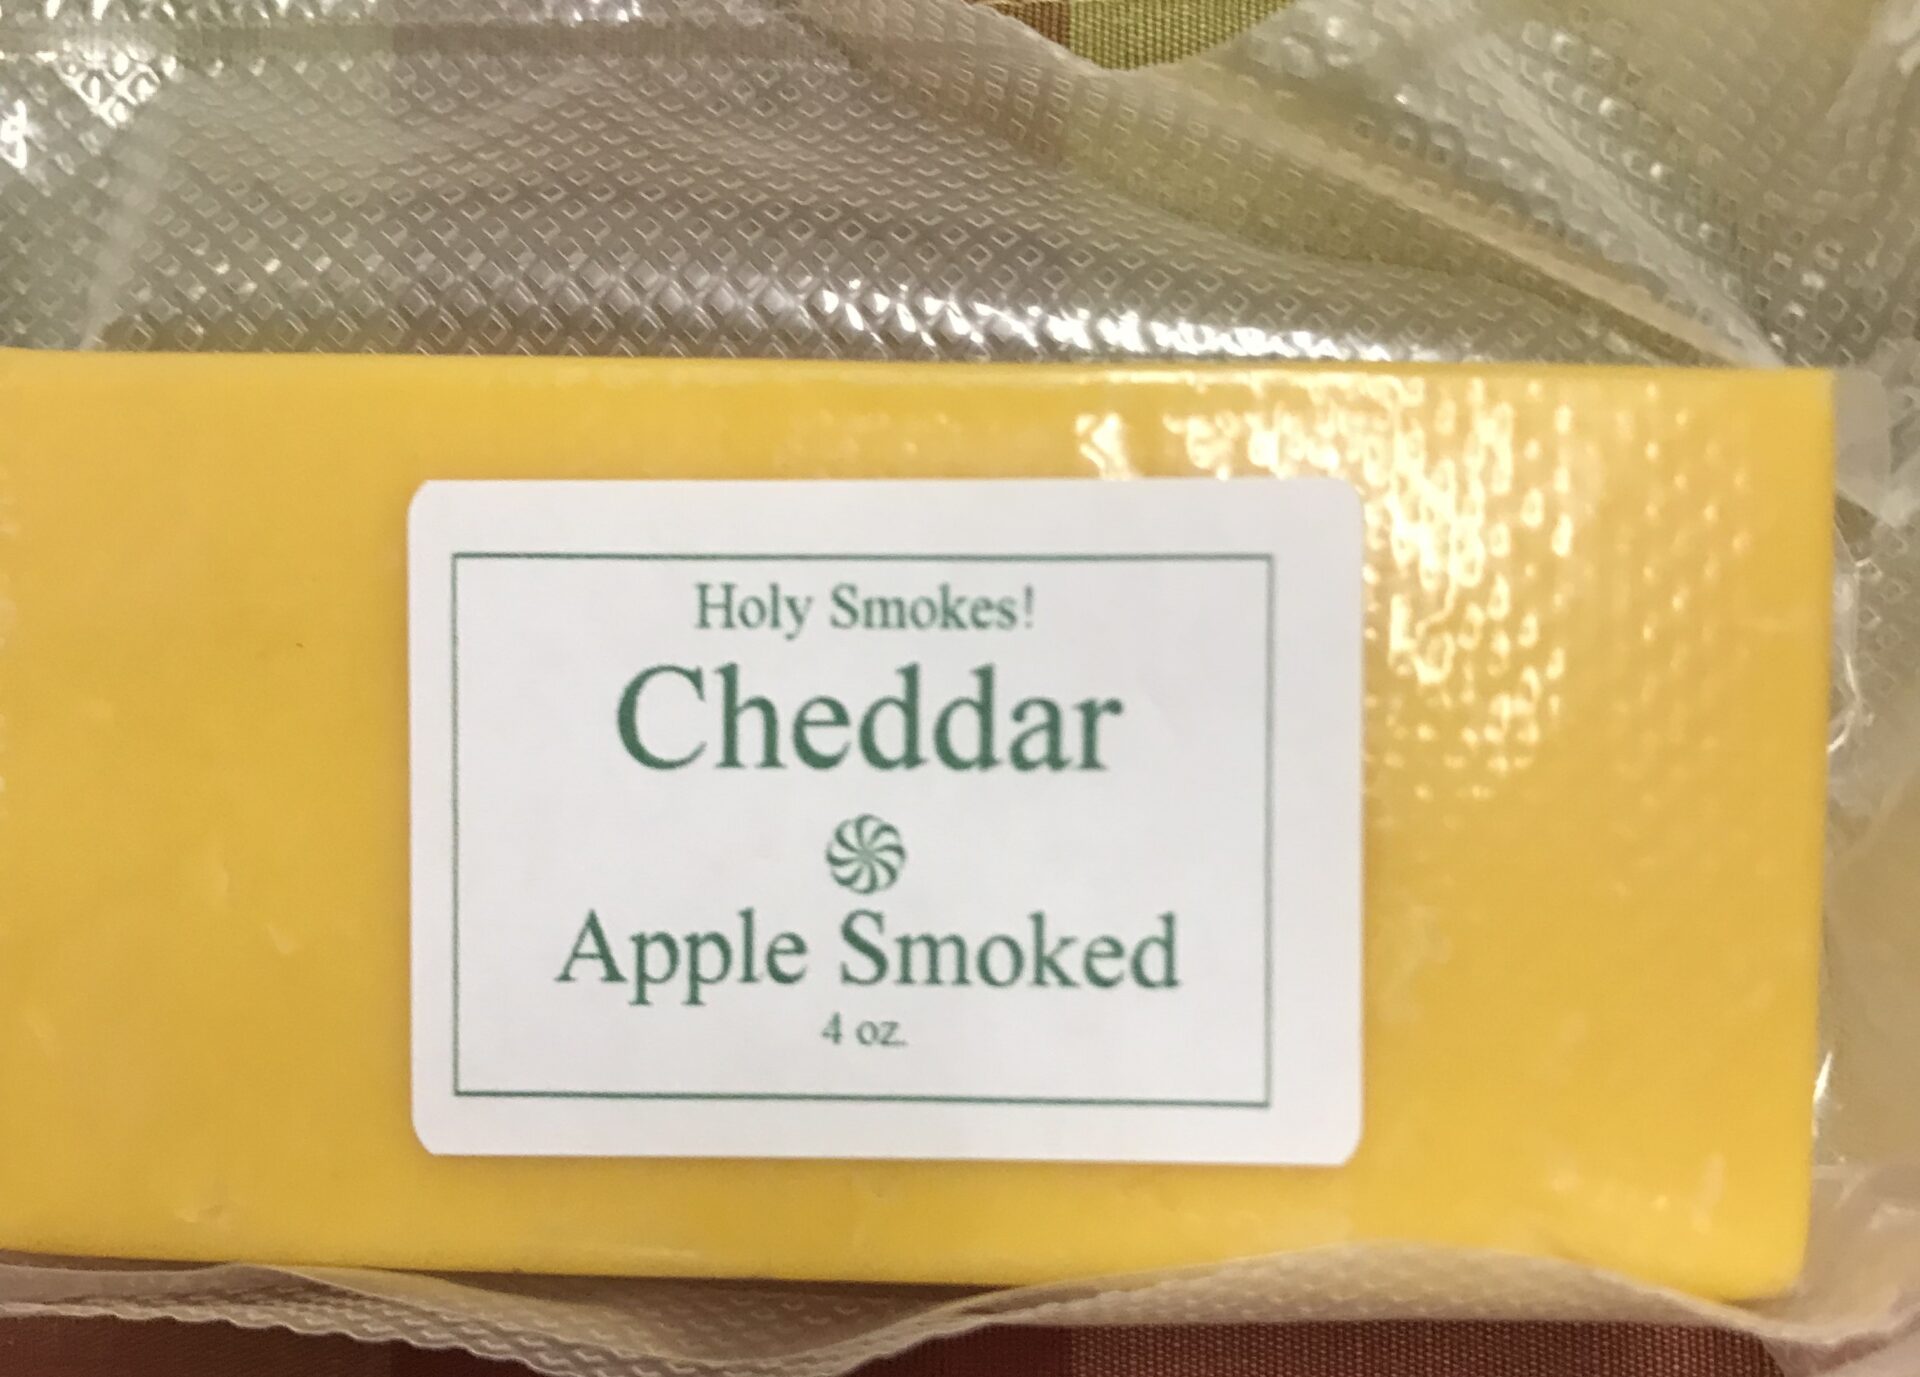 Holy Smokes!
Cheddar
Apple Smoked
4 oz.